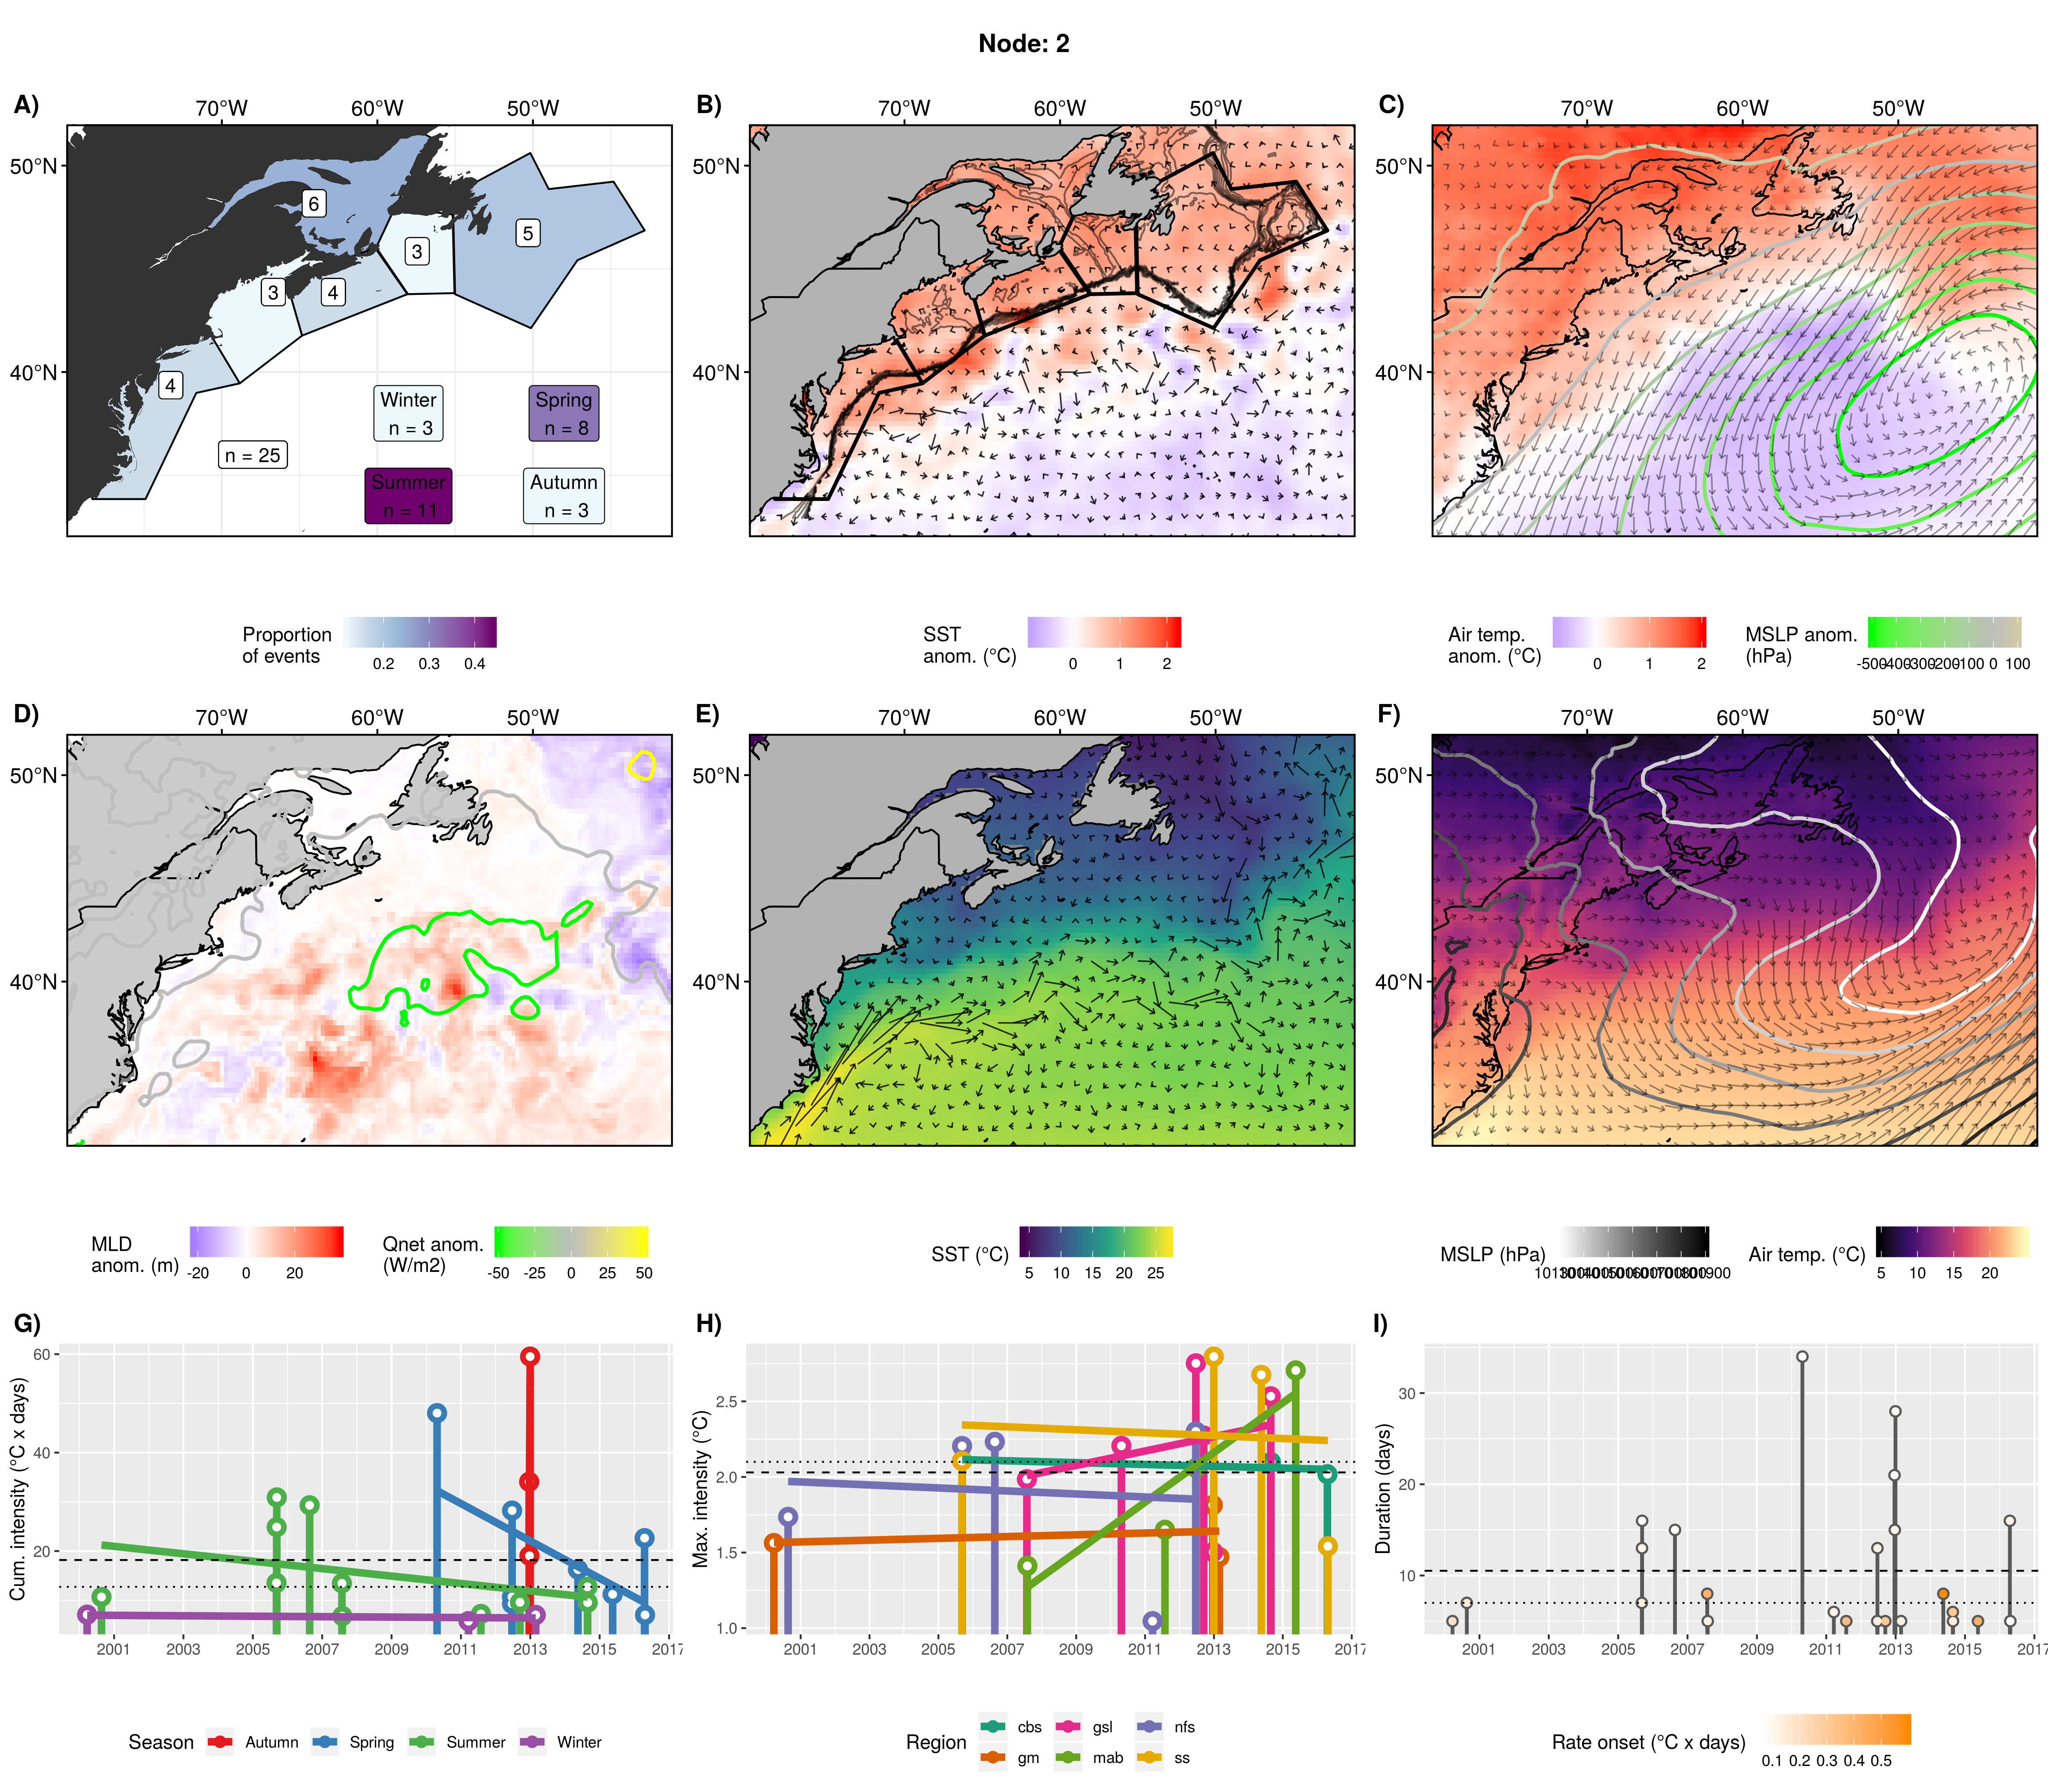 Node: 2
A)
70°W 60°W 50°W
50°N
40°N
6
5
3
3
4
4
n = 25
Winter
n = 3
Spring
n = 8
Summer
n = 11
Autumn
n = 3
Proportion
of events
0.2 0.3 0.4
B)
70°W 60°W 50°W
50°N
40°N
SST
anom. (°C)
0 1 2
C)
70°W 60°W 50°W
50°N
40°N
Air temp.
anom. (°C)
0 1 2
MSLP anom.
(hPa)
-500 -400 -300 -200 -100 0 100
D)
70°W 60°W 50°W
50°N
40°N
MLD
anom. (m)
-20 0 20
Qnet anom.
(W/m2)
-50 -25 0 25 50
E)
70°W 60°W 50°W
50°N
40°N
SST (°C)
5 10 15 20 25
F)
70°W 60°W 50°W
50°N
40°N
MSLP (hPa)
Air temp. (°C)
5 10 15 20
G)
Cum. intensity (°C x days)
60
40
20
2001 2003 2005 2007 2009 2011 2013 2015 2017
Season Autumn Spring Summer Winter
H)
Max. intensity (°C)
2.5
2.0
1.5
1.0
2001 2003 2005 2007 2009 2011 2013 2015 2017
Region
cbs gsl nfs
gm mab ss
I)
Duration (days)
30
20
10
2001 2003 2005 2007 2009 2011 2013 2015 201
Rate onset (°C x days)
0.1 0.2 0.3 0.4 0.5